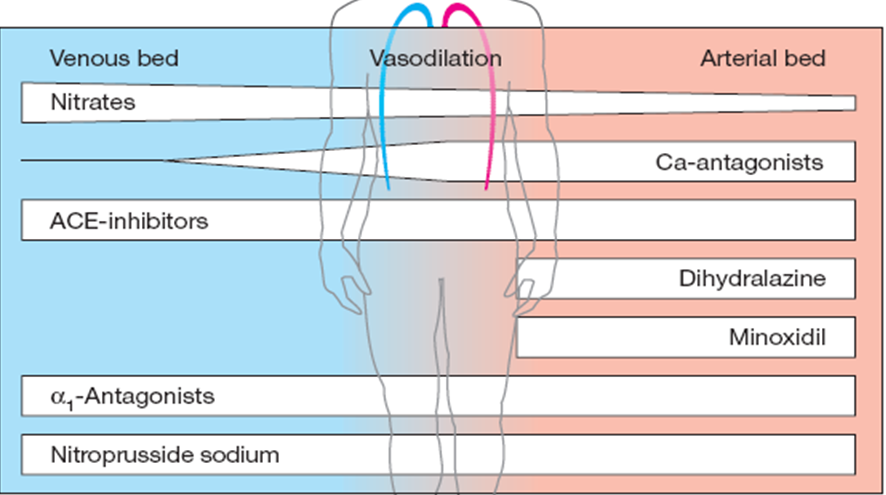 Venous bed Vasodilation Arterial bed
Nitrates
Ca-antagonists
ACE-inhibitors
Dihydralazine
Minoxidil
α₁-Antagonists
Nitroprusside sodium